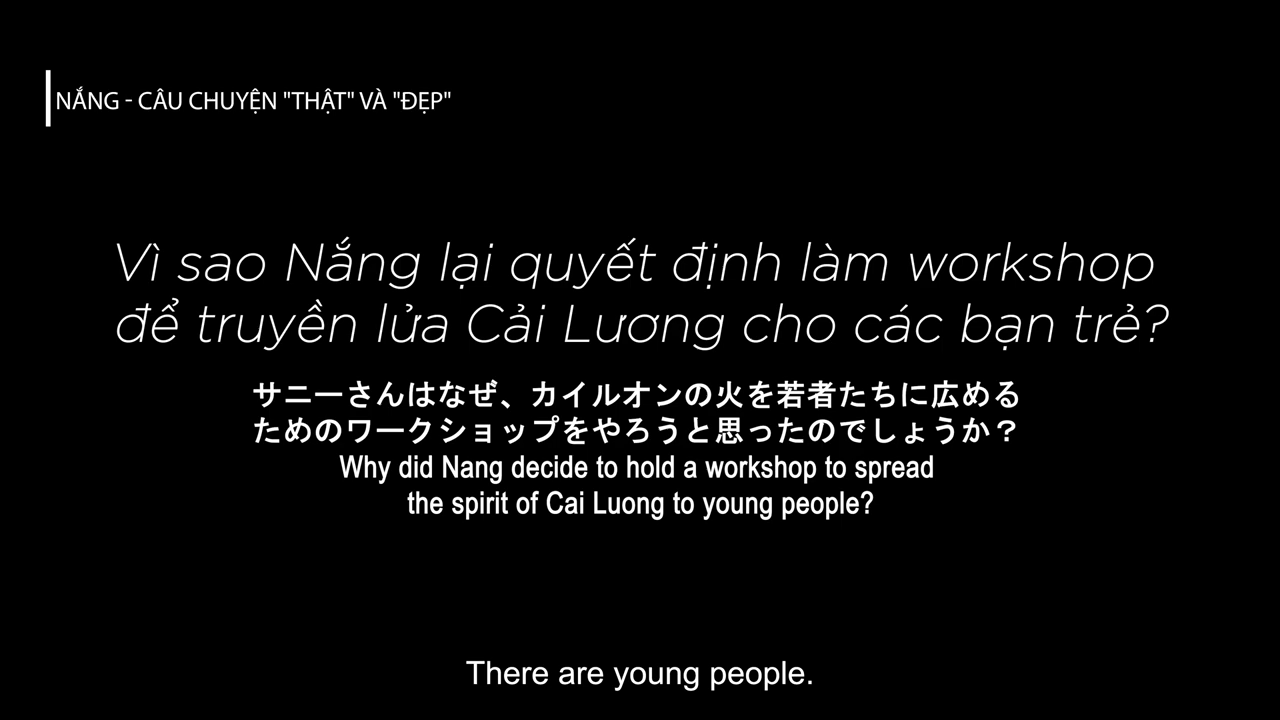 NẮNG - CÂU CHUYỆN "THẬT" VÀ "ĐẸP"
Vì sao Nắng lại quyết định làm workshop
để truyền lửa Cải Lương cho các bạn trẻ?
サニーさんはなぜ、カイルオンの火を若者たちに広める
ためのワークショップをやろうと思ったのでしょうか？
Why did Nang decide to hold a workshop to spread
the spirit of Cai Luong to young people?
There are young people.